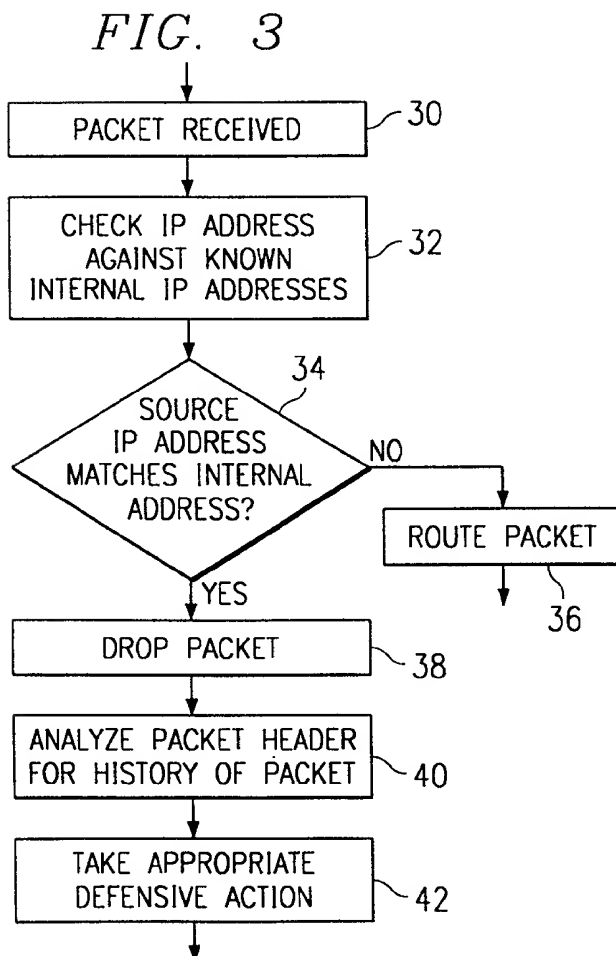 FIG. 3
PACKET RECEIVED
30
CHECK IP ADDRESS
AGAINST KNOWN
INTERNAL IP ADDRESSES
32
34
SOURCE
IP ADDRESS
MATCHES INTERNAL
ADDRESS?
NO
ROUTE PACKET
36
YES
DROP PACKET
38
ANALYZE PACKET HEADER
FOR HISTORY OF PACKET
40
TAKE APPROPRIATE
DEFENSIVE ACTION
42